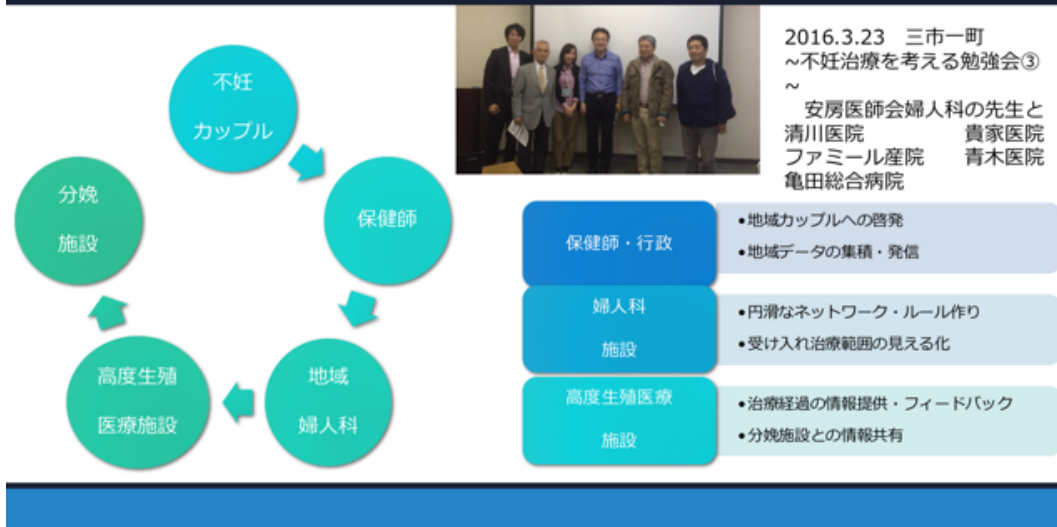 不妊
カップル
保健師
地域
婦人科
高度生殖
医療施設
分娩
施設
2016.3.23　三市一町
~不妊治療を考える勉強会③
~
　安房医師会婦人科の先生と
清川医院　　　　　貴家医院
ファミール産院　　青木医院
亀田総合病院
保健師・行政
•地域カップルへの啓発
•地域データの集積・発信
婦人科
施設
•円滑なネットワーク・ルール作り
•受け入れ治療範囲の見える化
高度生殖医療
施設
•治療経過の情報提供・フィードバック
•分娩施設との情報共有